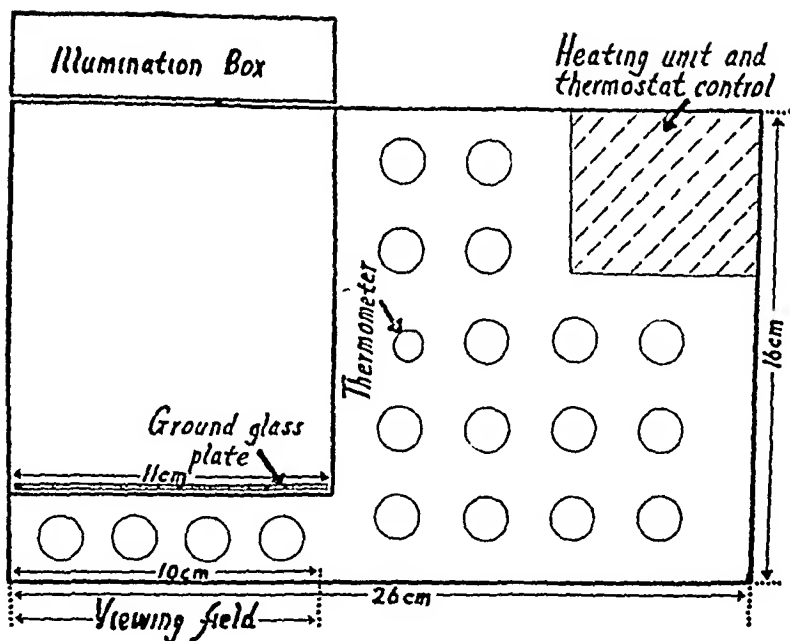 Illumination Box
Heating unit and
thermostat control
Thermometer
16cm
Ground glass
plate
11cm
10cm
26cm
Viewing field